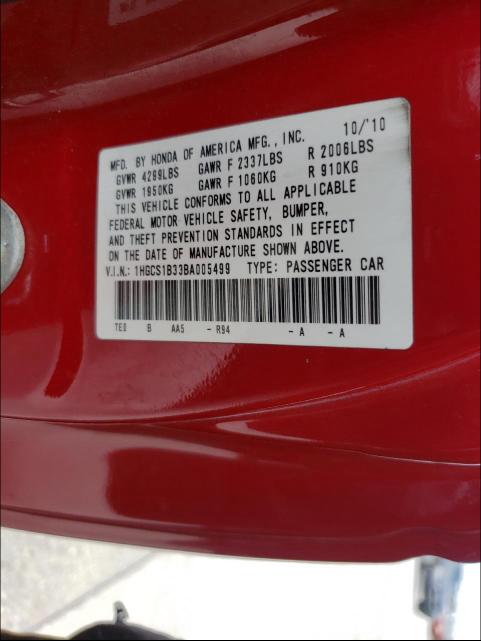 MFD. BY HONDA OF AMERICA MFG., INC. 10/'10
GVWR 4299LBS GAWR F 2337LBS R 2006LBS
GVWR 1950KG GAWR F 1060KG R 910KG
THIS VEHICLE CONFORMS TO ALL APPLICABLE
FEDERAL MOTOR VEHICLE SAFETY, BUMPER,
AND THEFT PREVENTION STANDARDS IN EFFECT
ON THE DATE OF MANUFACTURE SHOWN ABOVE.
V.I.N.: 1HGCS1B33BA005499 TYPE: PASSENGER CAR
TE0 B AA5 - R94 - A - A